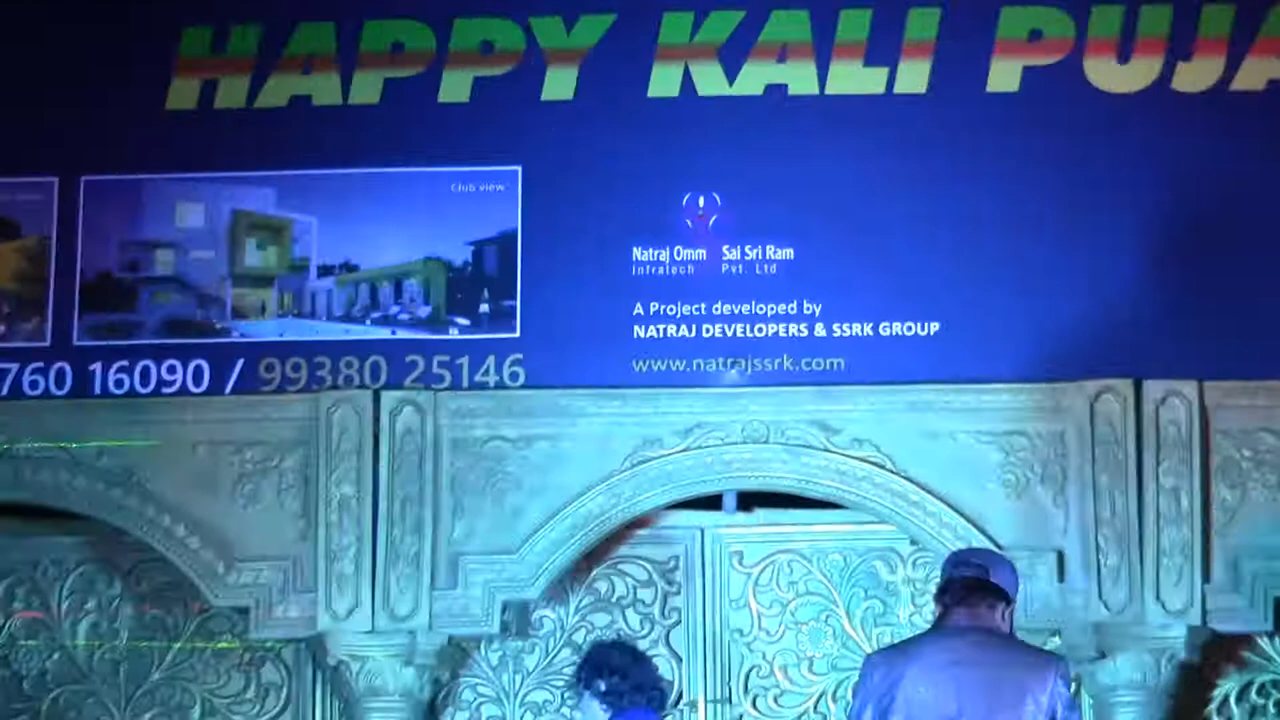 HAPPY KALI PUJA
Club view
Natraj Omm Sai Sri Ram
Infratech Pvt. Ltd
A Project developed by
NATRAJ DEVELOPERS & SSRK GROUP
760 16090 / 99380 25146
www.natrajssrk.com